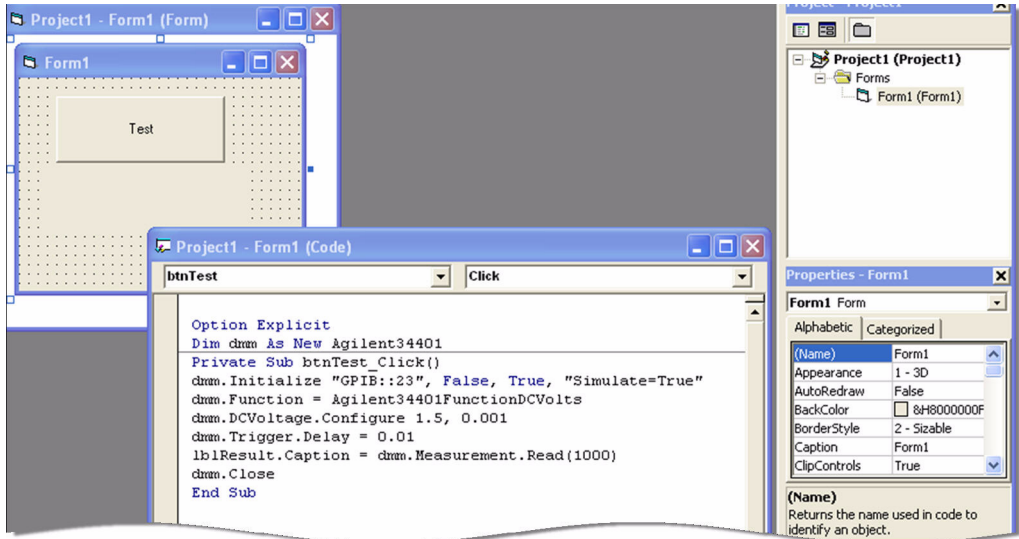 Project1 - Form1 (Form)
Form1
Test
Project1 - Form1 (Code)
btnTest
Click
Option Explicit
Dim dmm As New Agilent34401
Private Sub btnTest_Click()
dmm.Initialize "GPIB::23", False, True, "Simulate=True"
dmm.Function = Agilent34401FunctionDCVolts
dmm.DCVoltage.Configure 1.5, 0.001
dmm.Trigger.Delay = 0.01
lblResult.Caption = dmm.Measurement.Read(1000)
dmm.Close
End Sub
Project - Project1
Project1 (Project1)
Forms
Form1 (Form1)
Properties - Form1
Form1 Form
Alphabetic
Categorized
(Name) Form1
Appearance 1 - 3D
AutoRedraw False
BackColor &H8000000F
BorderStyle 2 - Sizable
Caption Form1
ClipControls True
(Name)
Returns the name used in code to
identify an object.